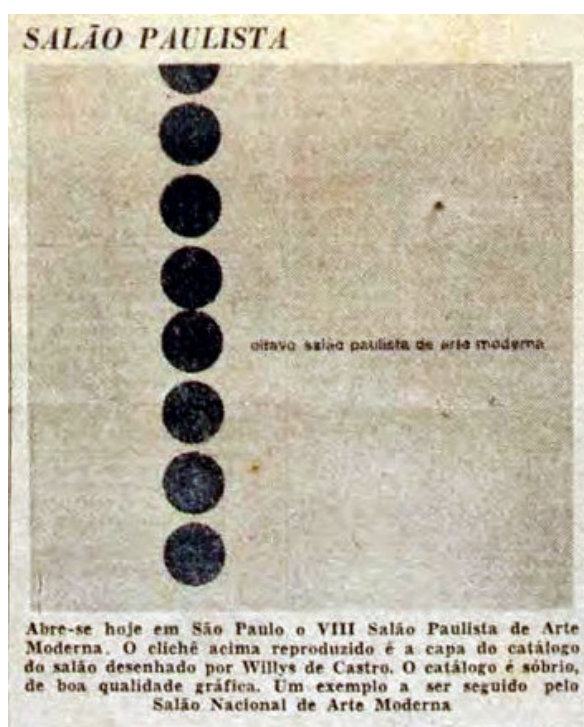 SALÃO PAULISTA
oitavo salão paulista de arte moderna
Abre-se hoje em São Paulo o VIII Salão Paulista de Arte
Moderna. O clichê acima reproduzido é a capa do catálogo
do salão desenhado por Willys de Castro. O catálogo é sóbrio,
de boa qualidade gráfica. Um exemplo a ser seguido pelo
Salão Nacional de Arte Moderna